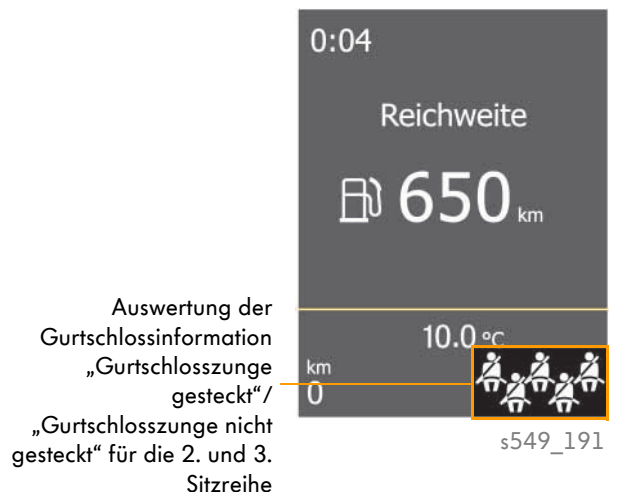 0:04
Reichweite
650 km
10.0 °C
km
0
Auswertung der
Gurtschlossinformation
„Gurtschlosszunge
gesteckt“/
„Gurtschlosszunge nicht
gesteckt“ für die 2. und 3.
Sitzreihe
s549_191